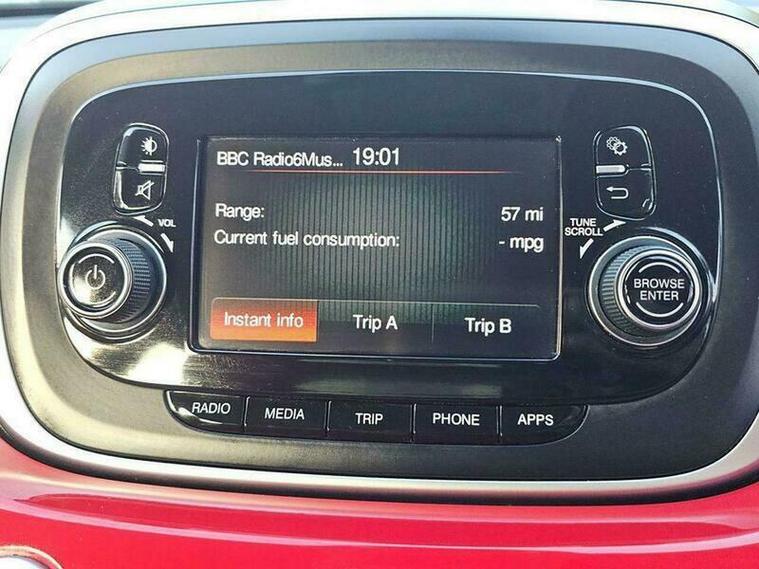 BBC Radio6Mus... 19:01
Range: 57 mi
Current fuel consumption: - mpg
Instant info Trip A Trip B
VOL
TUNE
SCROLL
BROWSE
ENTER
RADIO MEDIA TRIP PHONE APPS